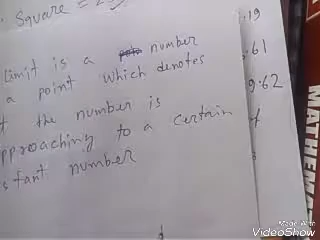 Square = 2
Limit is a number
a point which denotes
the number is
approaching to a certain
stant number
.19
.61
9.62
MATHEMA
Made With
VideoShow